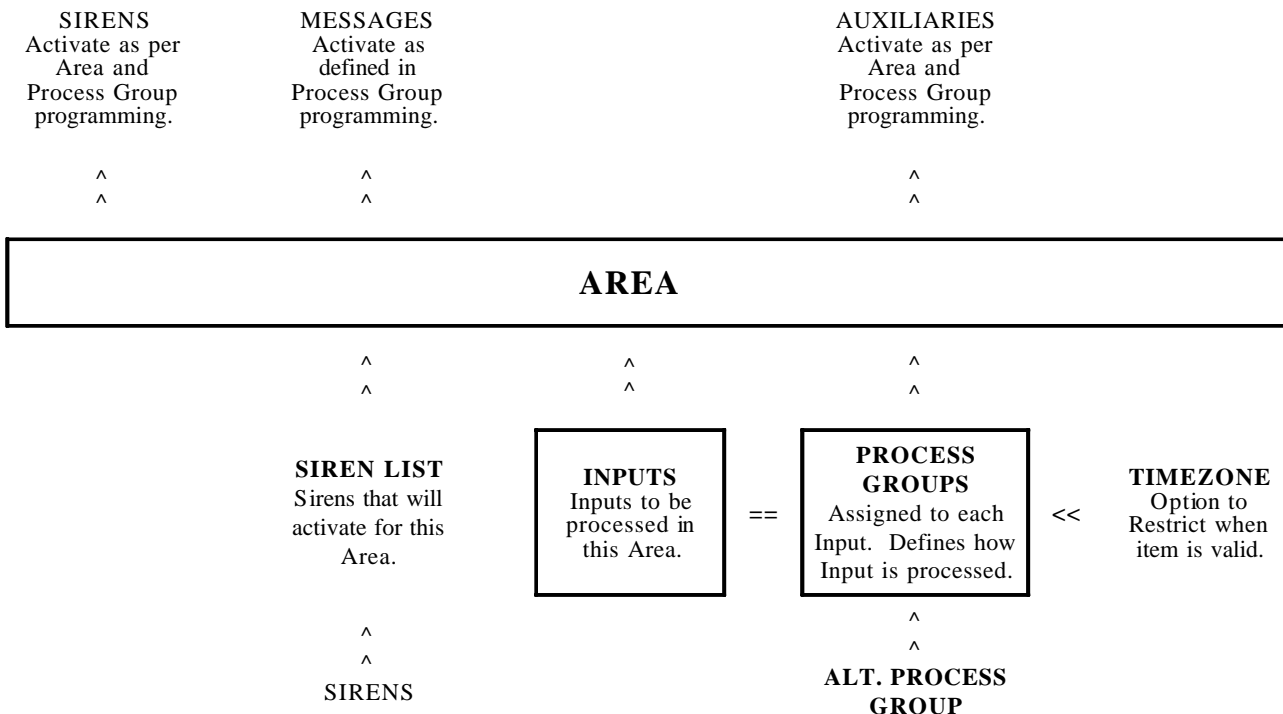 SIRENS
Activate as per
Area and
Process Group
programming.
MESSAGES
Activate as
defined in
Process Group
programming.
AUXILIARIES
Activate as per
Area and
Process Group
programming.
^ ^ ^
^ ^ ^
AREA
^ ^ ^
^ ^ ^
SIREN LIST
Sirens that will
activate for this
Area.
INPUTS
Inputs to be
processed in
this Area.
==
PROCESS
GROUPS
Assigned to each
Input. Defines how
Input is processed.
<<
TIMEZONE
Option to
Restrict when
item is valid.
^
^
SIRENS
^
^
ALT. PROCESS
GROUP